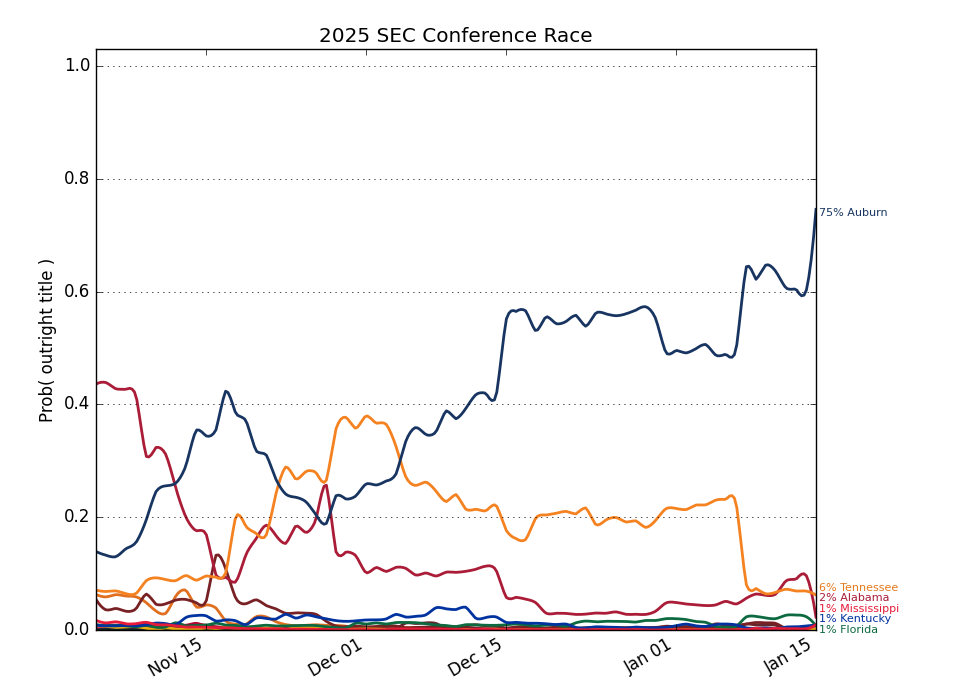 2025 SEC Conference Race
Prob( outright title )
1.0
0.8
0.6
0.4
0.2
0.0
Nov 15
Dec 01
Dec 15
Jan 01
Jan 15
75% Auburn
6% Tennessee
2% Alabama
1% Mississippi
1% Kentucky
1% Florida